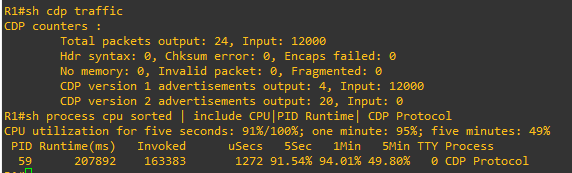 R1#sh cdp traffic
CDP counters :
Total packets output: 24, Input: 12000
Hdr syntax: 0, Chksum error: 0, Encaps failed: 0
No memory: 0, Invalid packet: 0, Fragmented: 0
CDP version 1 advertisements output: 4, Input: 12000
CDP version 2 advertisements output: 20, Input: 0
R1#sh process cpu sorted | include CPU|PID Runtime| CDP Protocol
CPU utilization for five seconds: 91%/100%; one minute: 95%; five minutes: 49%
PID Runtime(ms) Invoked uSecs 5Sec 1Min 5Min TTY Process
59 207892 163383 1272 91.54% 94.01% 49.80% 0 CDP Protocol